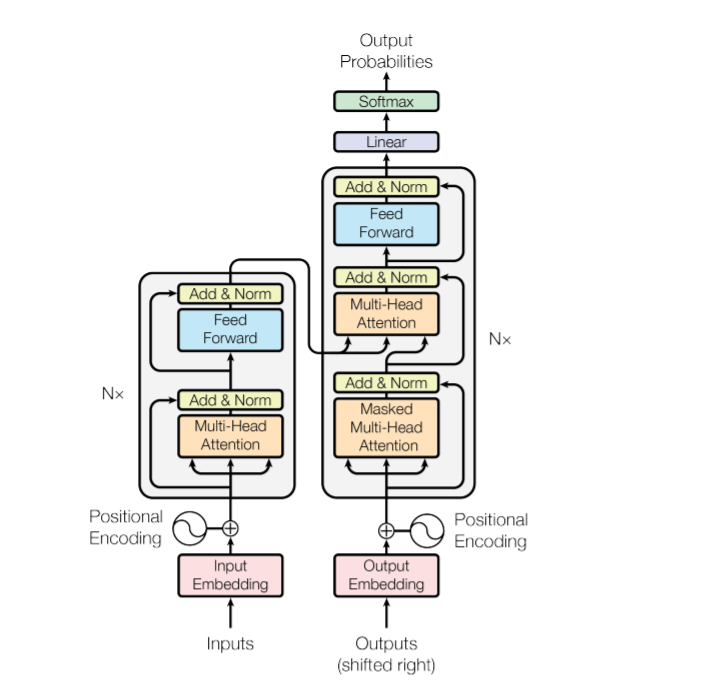 Output
Probabilities
Softmax
Linear
Add & Norm
Feed
Forward
Add & Norm
Multi-Head
Attention
Add & Norm
Masked
Multi-Head
Attention
Nx
Positional
Encoding
Output
Embedding
Outputs
(shifted right)
Add & Norm
Feed
Forward
Add & Norm
Multi-Head
Attention
Nx
Positional
Encoding
Input
Embedding
Inputs